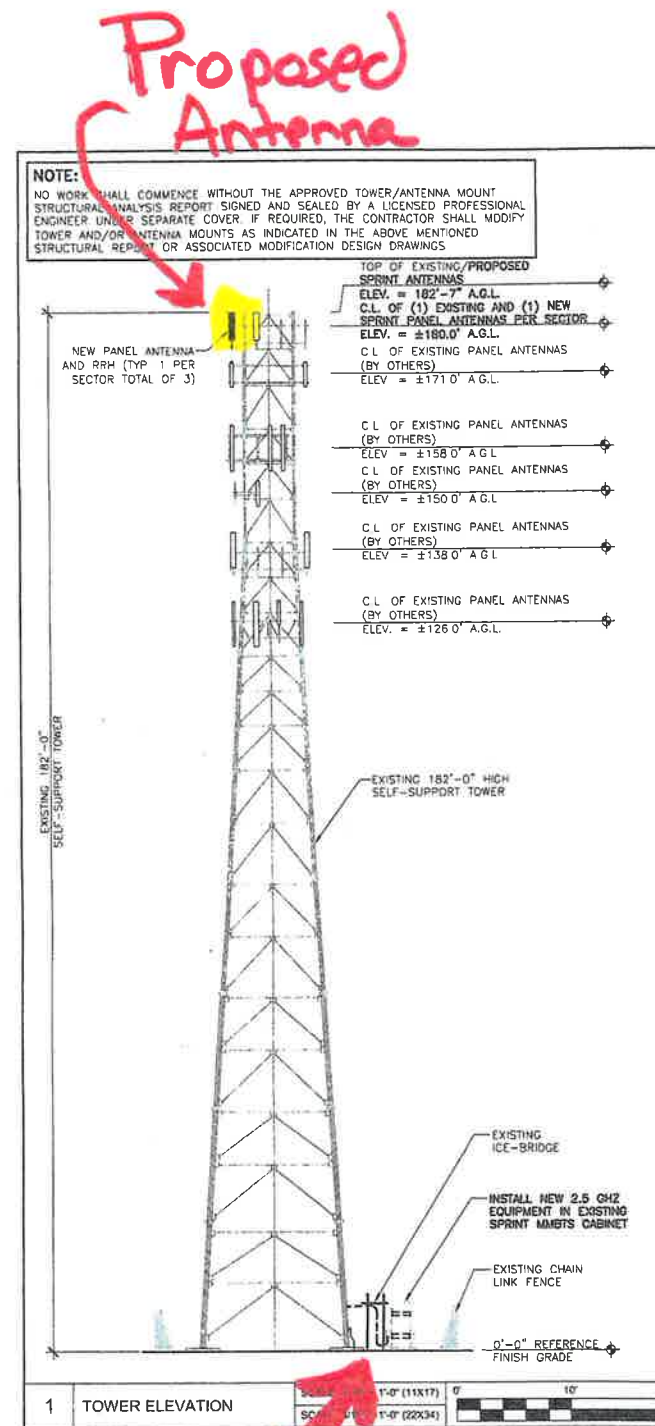 Proposed
Antenna
NOTE:
NO WORK SHALL COMMENCE WITHOUT THE APPROVED TOWER/ANTENNA MOUNT
STRUCTURAL ANALYSIS REPORT SIGNED AND SEALED BY A LICENSED PROFESSIONAL
ENGINEER UNDER SEPARATE COVER. IF REQUIRED, THE CONTRACTOR SHALL MODIFY
TOWER AND/OR ANTENNA MOUNTS AS INDICATED IN THE ABOVE MENTIONED
STRUCTURAL REPORT OR ASSOCIATED MODIFICATION DESIGN DRAWINGS
TOP OF EXISTING/PROPOSED
SPRINT ANTENNAS
ELEV. = 182'-7" A.G.L.
C.L. OF (1) EXISTING AND (1) NEW
SPRINT PANEL ANTENNAS PER SECTOR
ELEV. = ±180.0' A.G.L.
NEW PANEL ANTENNA
AND RRH (TYP 1 PER
SECTOR TOTAL OF 3)
C L OF EXISTING PANEL ANTENNAS
(BY OTHERS)
ELEV = ±171 0' A G.L.
C L OF EXISTING PANEL ANTENNAS
(BY OTHERS)
ELEV = ±158 0' A G L
C L OF EXISTING PANEL ANTENNAS
(BY OTHERS)
ELEV = ±150 0' A G L
C L OF EXISTING PANEL ANTENNAS
(BY OTHERS)
ELEV = ±138 0' A G L
C L OF EXISTING PANEL ANTENNAS
(BY OTHERS)
ELEV. = ±126 0' A.G.L.
EXISTING 182'-0"
SELF-SUPPORT TOWER
EXISTING 182'-0" HIGH
SELF-SUPPORT TOWER
EXISTING
ICE-BRIDGE
INSTALL NEW 2.5 GHZ
EQUIPMENT IN EXISTING
SPRINT MMBTS CABINET
EXISTING CHAIN
LINK FENCE
0'-0" REFERENCE
FINISH GRADE
1 TOWER ELEVATION
1'-0" (11X17)
1'-0" (22X34)
0' 10'